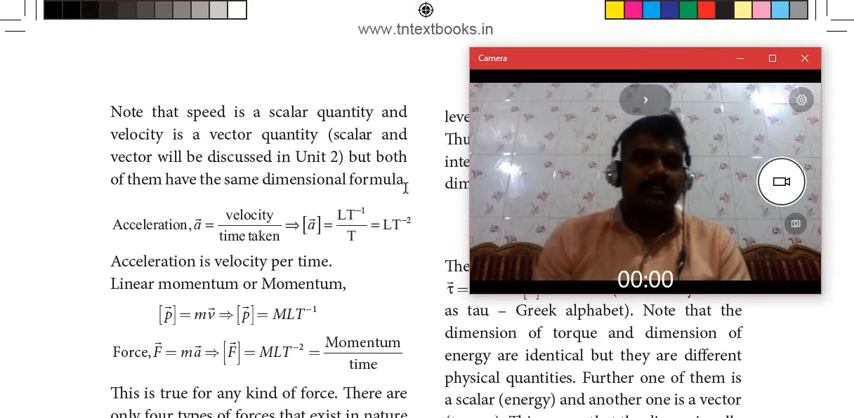 www.tntextbooks.in
Note that speed is a scalar quantity and
velocity is a vector quantity (scalar and
vector will be discussed in Unit 2) but both
of them have the same dimensional formula.
Acceleration, a⃗ = velocity / time taken ⇒ [a⃗] = LT⁻¹ / T = LT⁻²
Acceleration is velocity per time.
Linear momentum or Momentum,
[p⃗] = mv⃗ ⇒ [p⃗] = MLT⁻¹
Force, F⃗ = ma⃗ ⇒ [F⃗] = MLT⁻² = Momentum / time
This is true for any kind of force. There are
only four types of forces that exist in nature
Camera
00:00
leve
Thu
inte
dim
The
τ⃗ =
as tau – Greek alphabet). Note that the
dimension of torque and dimension of
energy are identical but they are different
physical quantities. Further one of them is
a scalar (energy) and another one is a vector